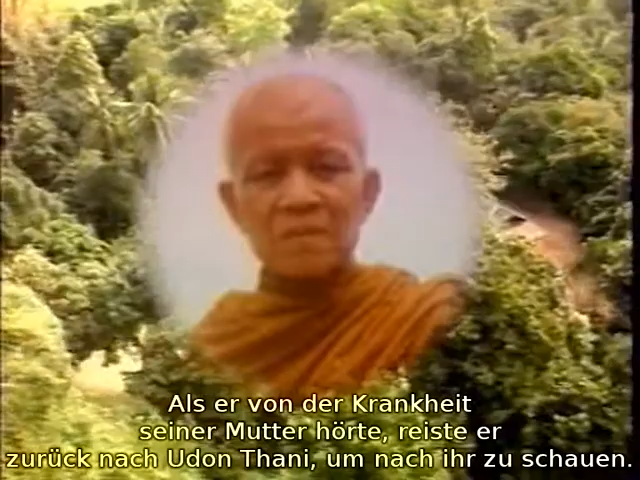 Als er von der Krankheit
seiner Mutter hörte, reiste er
zurück nach Udon Thani, um nach ihr zu schauen.